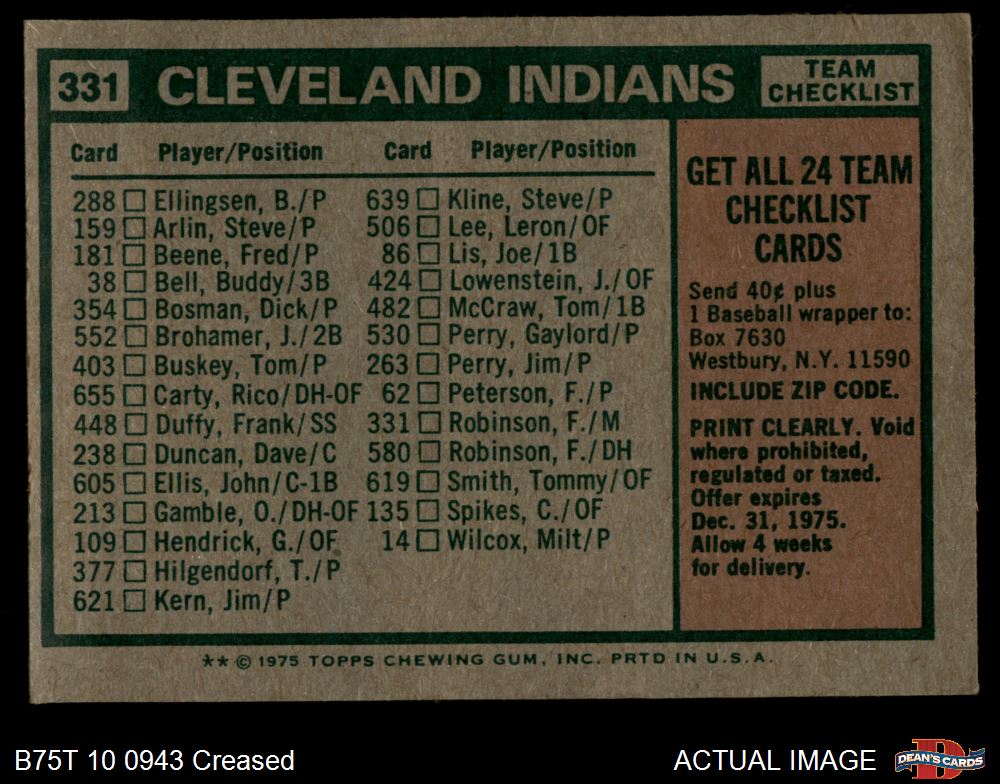 331 CLEVELAND INDIANS TEAM CHECKLIST
Card Player/Position Card Player/Position
288 Ellingsen, B./P 639 Kline, Steve/P
159 Arlin, Steve/P 506 Lee, Leron/OF
181 Beene, Fred/P 86 Lis, Joe/1B
38 Bell, Buddy/3B 424 Lowenstein, J./OF
354 Bosman, Dick/P 482 McCraw, Tom/1B
552 Brohamer, J./2B 530 Perry, Gaylord/P
403 Buskey, Tom/P 263 Perry, Jim/P
655 Carty, Rico/DH-OF 62 Peterson, F./P
448 Duffy, Frank/SS 331 Robinson, F./M
238 Duncan, Dave/C 580 Robinson, F./DH
605 Ellis, John/C-1B 619 Smith, Tommy/OF
213 Gamble, O./DH-OF 135 Spikes, C./OF
109 Hendrick, G./OF 14 Wilcox, Milt/P
377 Hilgendorf, T./P
621 Kern, Jim/P
GET ALL 24 TEAM
CHECKLIST
CARDS
Send 40¢ plus
1 Baseball wrapper to:
Box 7630
Westbury, N.Y. 11590
INCLUDE ZIP CODE.
PRINT CLEARLY. Void
where prohibited,
regulated or taxed.
Offer expires
Dec. 31, 1975.
Allow 4 weeks
for delivery.
** © 1975 TOPPS CHEWING GUM, INC. PRTD IN U.S.A.
B75T 10 0943 Creased
ACTUAL IMAGE
DEAN'S CARDS